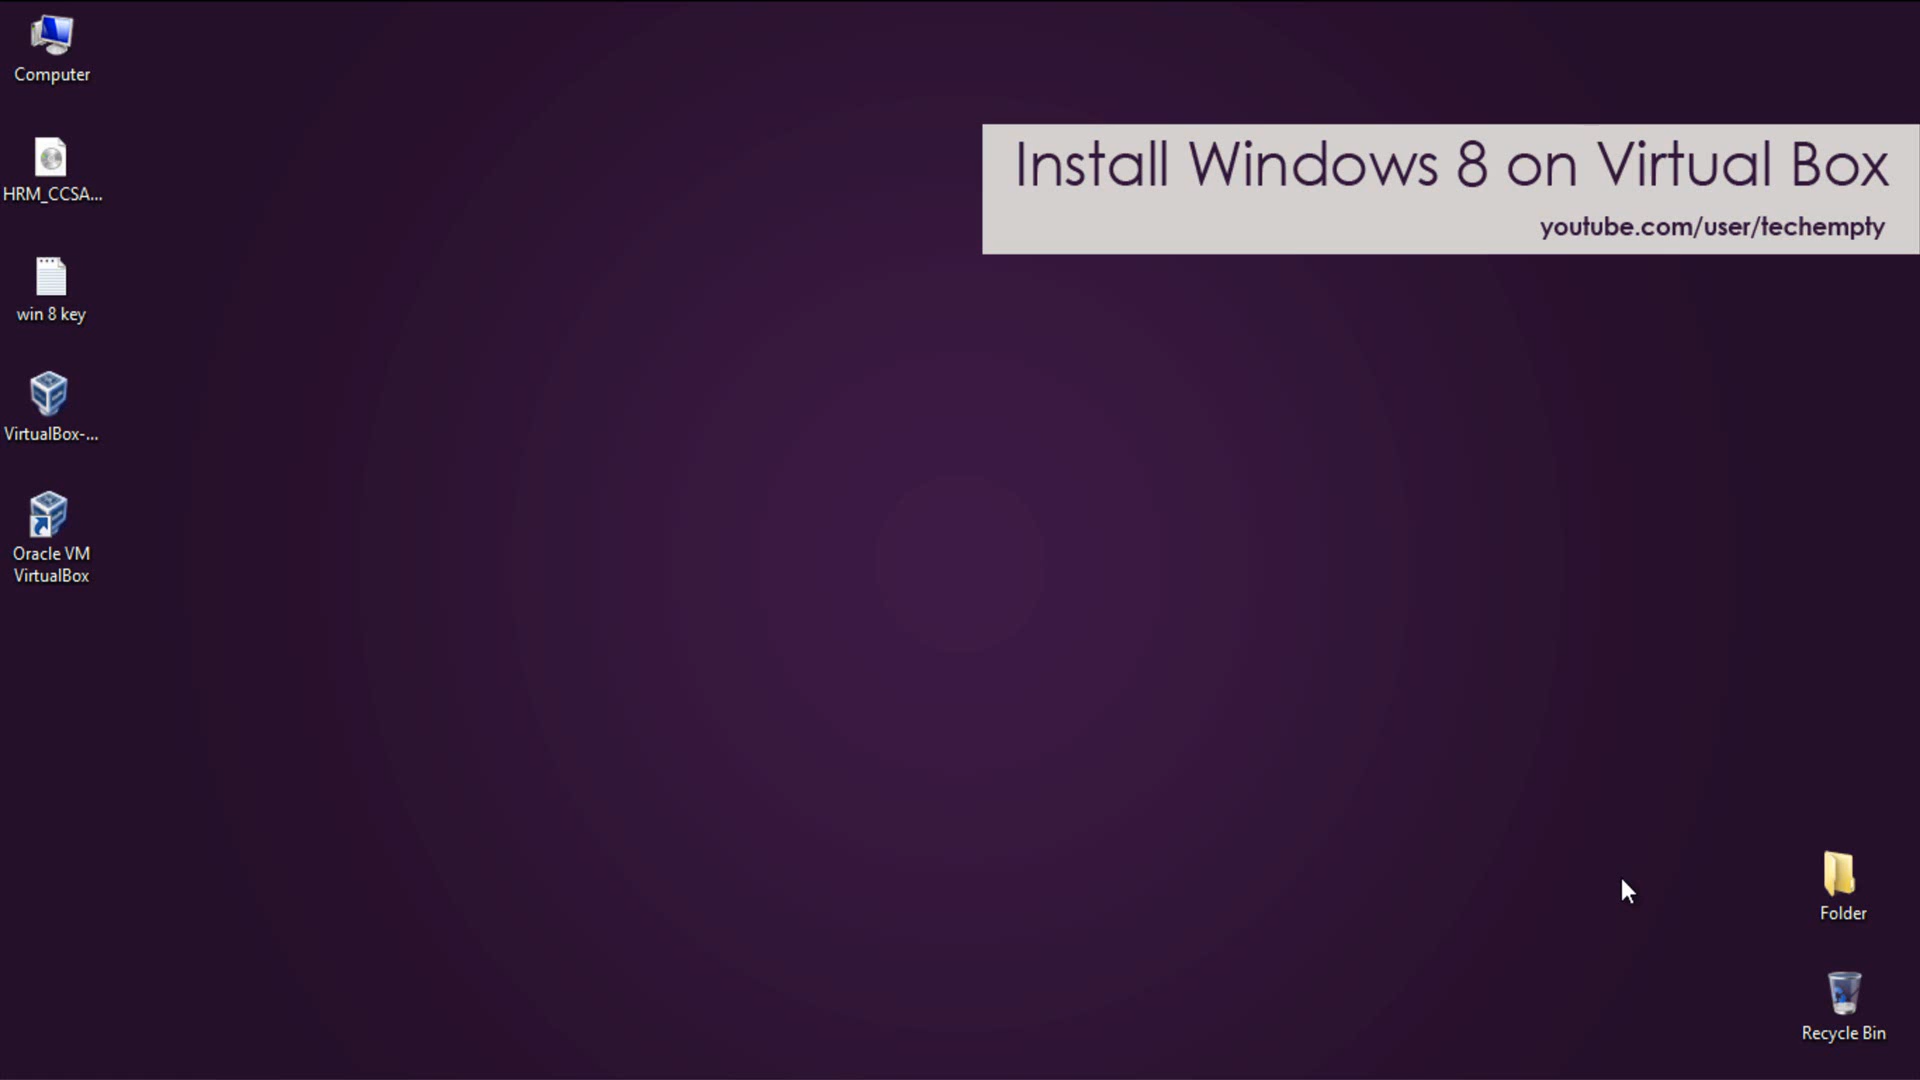 Computer
HRM_CCSA...
win 8 key
VirtualBox-...
Oracle VM
VirtualBox
Install Windows 8 on Virtual Box
youtube.com/user/techempty
Folder
Recycle Bin